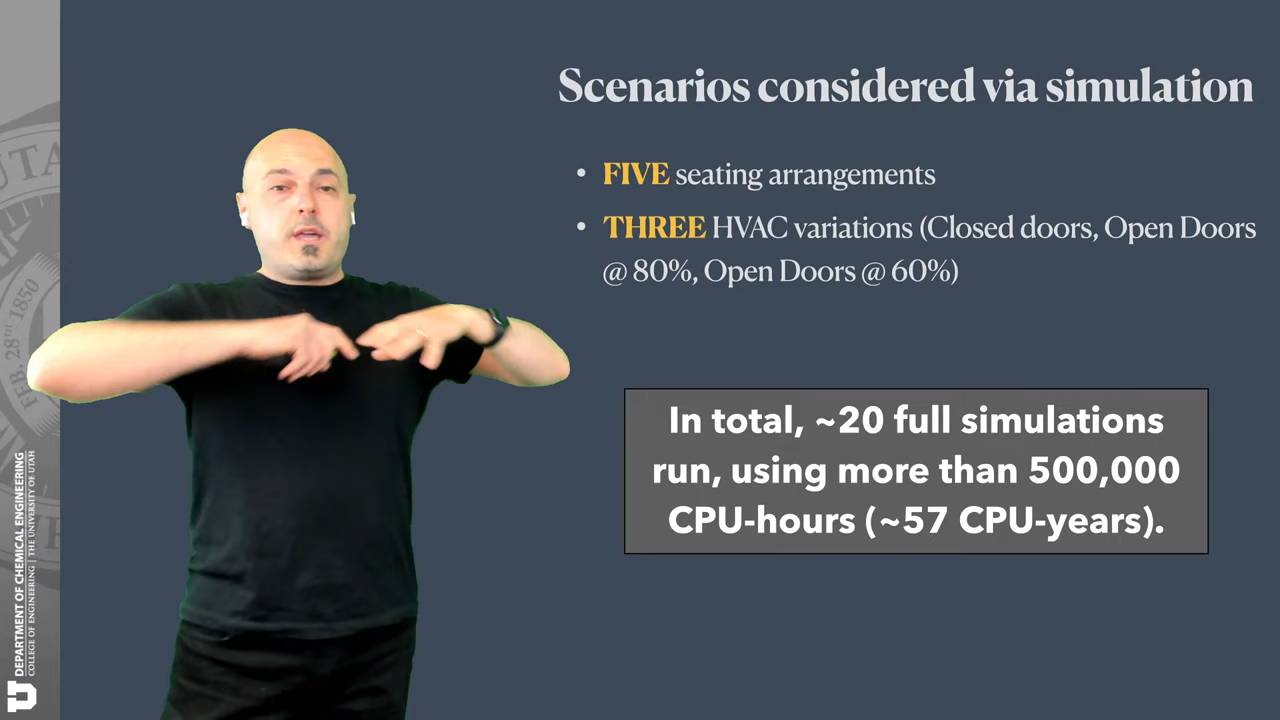 Scenarios considered via simulation
• FIVE seating arrangements
• THREE HVAC variations (Closed doors, Open Doors
@ 80%, Open Doors @ 60%)
In total, ~20 full simulations
run, using more than 500,000
CPU-hours (~57 CPU-years).
UTA
FEB. 28TH 1850
DEPARTMENT OF CHEMICAL ENGINEERING
COLLEGE OF ENGINEERING | THE UNIVERSITY OF UTAH
U